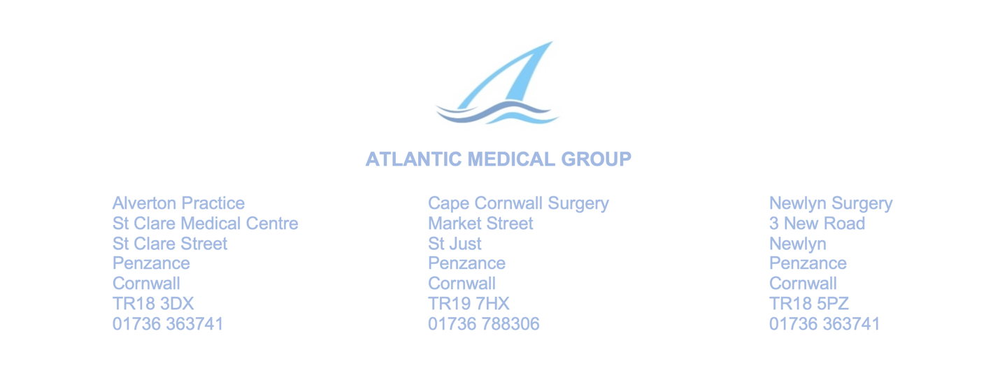 ATLANTIC MEDICAL GROUP
Alverton Practice
St Clare Medical Centre
St Clare Street
Penzance
Cornwall
TR18 3DX
01736 363741
Cape Cornwall Surgery
Market Street
St Just
Penzance
Cornwall
TR19 7HX
01736 788306
Newlyn Surgery
3 New Road
Newlyn
Penzance
Cornwall
TR18 5PZ
01736 363741